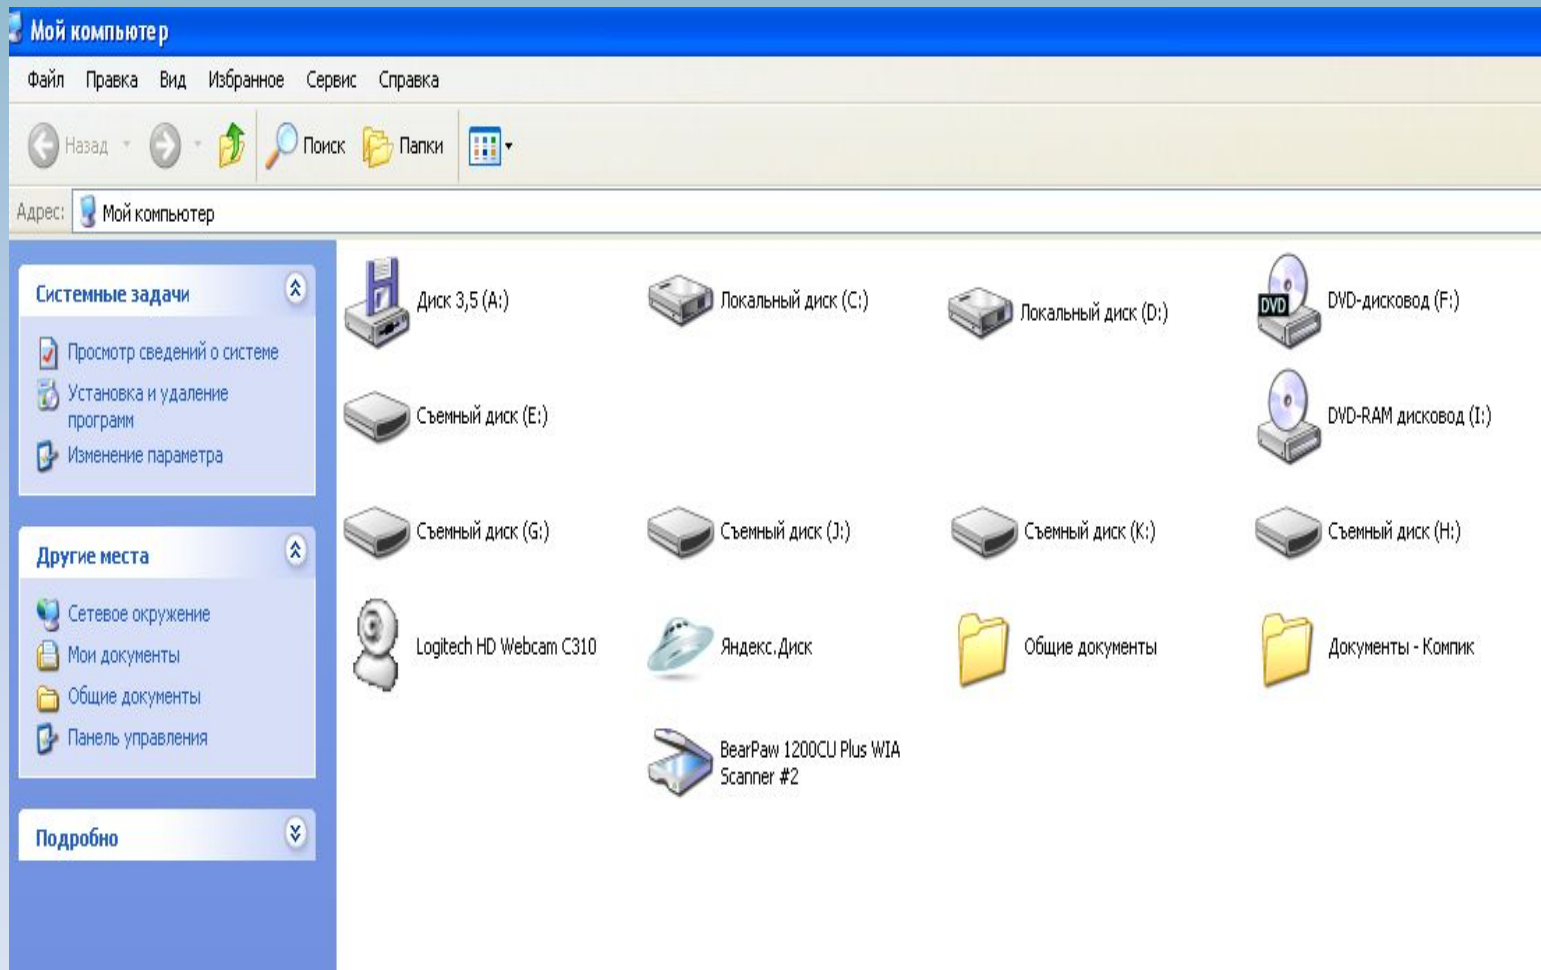 Мой компьютер
Файл Правка Вид Избранное Сервис Справка
Назад Поиск Папки
Адрес: Мой компьютер
Системные задачи
Просмотр сведений о системе
Установка и удаление
программ
Изменение параметра
Другие места
Сетевое окружение
Мои документы
Общие документы
Панель управления
Подробно
Диск 3,5 (A:)
Локальный диск (C:)
Локальный диск (D:)
DVD-дисковод (F:)
DVD
Съемный диск (E:)
DVD-RAM дисковод (I:)
Съемный диск (G:)
Съемный диск (J:)
Съемный диск (K:)
Съемный диск (H:)
Logitech HD Webcam C310
Яндекс.Диск
Общие документы
Документы - Компик
BearPaw 1200CU Plus WIA
Scanner #2